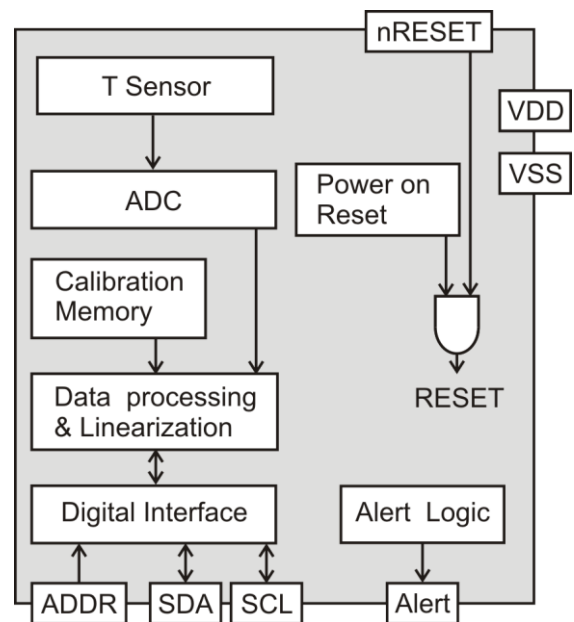 nRESET
T Sensor
VDD
VSS
ADC
Power on
Reset
Calibration
Memory
Data processing
& Linearization
RESET
Digital Interface
Alert Logic
ADDR
SDA
SCL
Alert